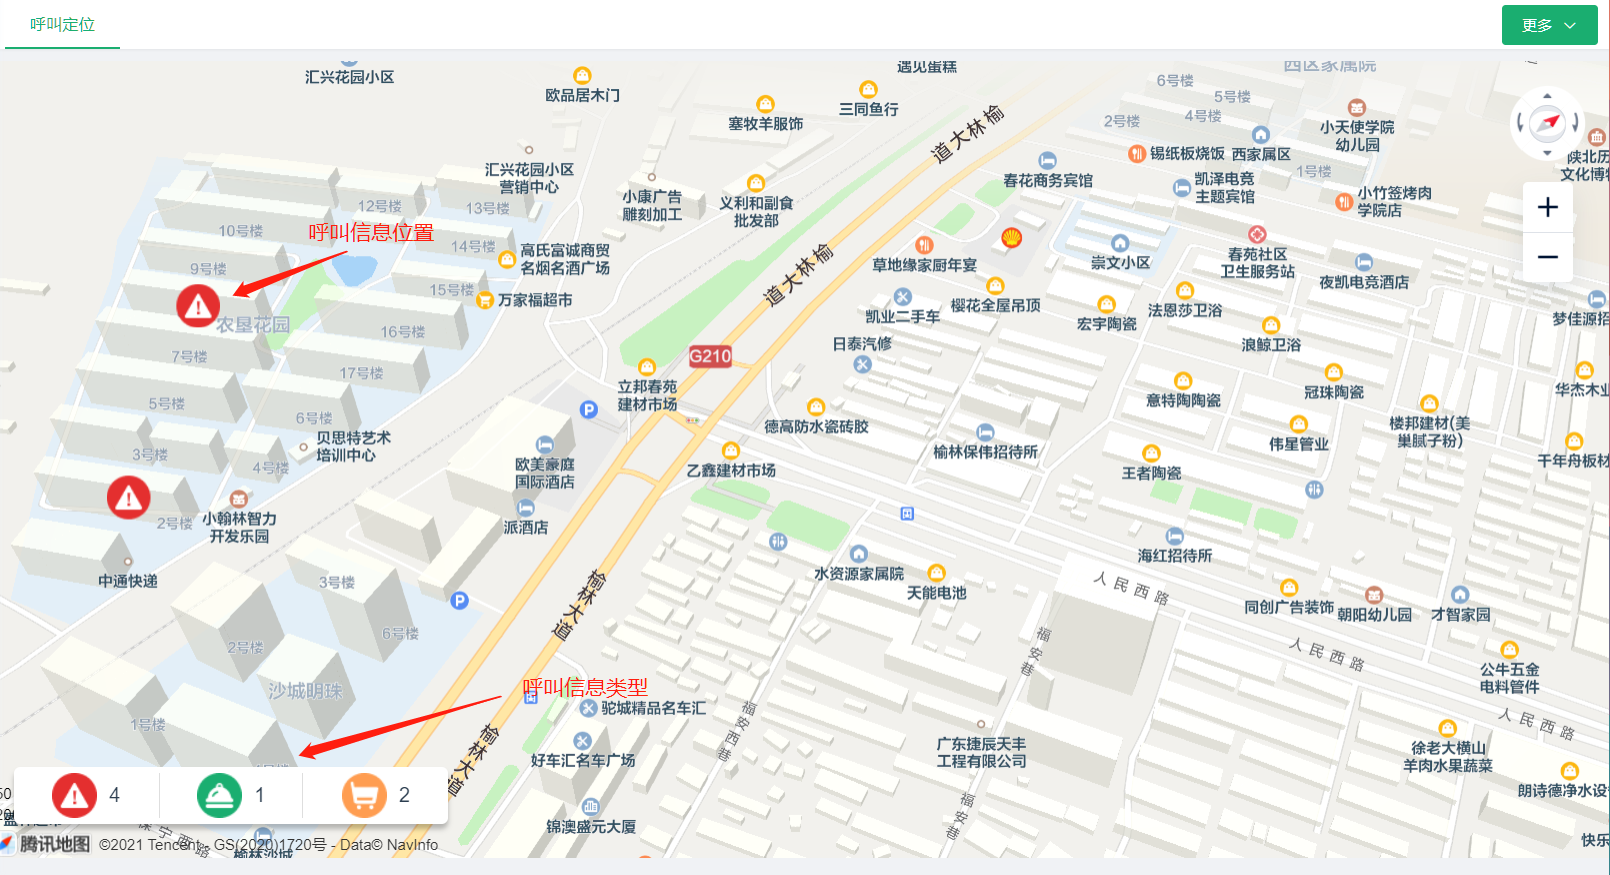 呼叫定位
更多
汇兴花园小区
欧品居木门
遇见蛋糕
西区家属院
6号楼
5号楼
4号楼
2号楼
1号楼
塞牧羊服饰
三同鱼行
榆林大道
小天使学院
幼儿园
锡纸板烧饭
西家属区
陕北历
文化博物
汇兴花园小区
营销中心
小康广告
雕刻加工
义利和副食
批发部
春花商务宾馆
凯泽电竞
主题宾馆
小竹签烤肉
学院店
12号楼
13号楼
10号楼
呼叫信息位置
14号楼
高氏富诚商贸
名烟名酒广场
9号楼
15号楼
万家福超市
榆林大道
草地缘家厨年宴
崇文小区
春苑社区
卫生服务站
夜凯电竞酒店
农垦花园
16号楼
凯业二手车
樱花全屋吊顶
宏宇陶瓷
法恩莎卫浴
梦佳源招
7号楼
17号楼
G210
日泰汽修
浪鲸卫浴
立邦春苑
建材市场
5号楼
6号楼
意特陶陶瓷
冠珠陶瓷
华杰木业
贝思特艺术
培训中心
3号楼
4号楼
德高防水瓷砖胶
榆林保伟招待所
伟星管业
楼邦建材(美
巢腻子粉)
欧美豪庭
国际酒店
乙鑫建材市场
王者陶瓷
千年舟板材
2号楼
小翰林智力
开发乐园
派酒店
海红招待所
中通快递
3号楼
水资源家属院
天能电池
人民西路
榆林大道
同创广告装饰
朝阳幼儿园
才智家园
6号楼
2号楼
福安巷
人民西路
沙城明珠
呼叫信息类型
公牛五金
电料管件
1号楼
驼城精品名车汇
福安西巷
人民西路
榆林大道
好车汇名车广场
广东捷辰天丰
工程有限公司
徐老大横山
羊肉水果蔬菜
4
1
2
福安巷
朗诗德净水设
锦澳盛元大厦
快乐
榆林沙城
腾讯地图
©2021 Tencent - GS(2020)1720号 - Data© NavInfo